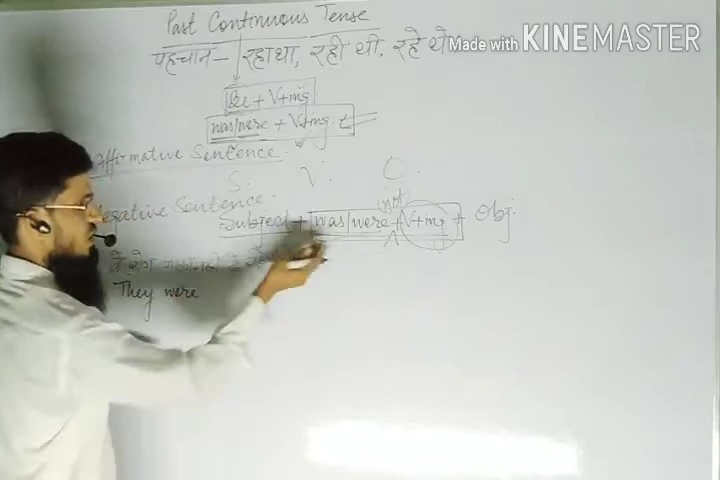 Past Continuous Tense
Made with KINEMASTER
पहचान - रहा था, रही थी, रहे थे
Be + V+ing
was/were + V+ing.
affirmative Sentence.
S. V. O.
Negative Sentence.
not
Subject + was/were + V+ing + Obj.
They were